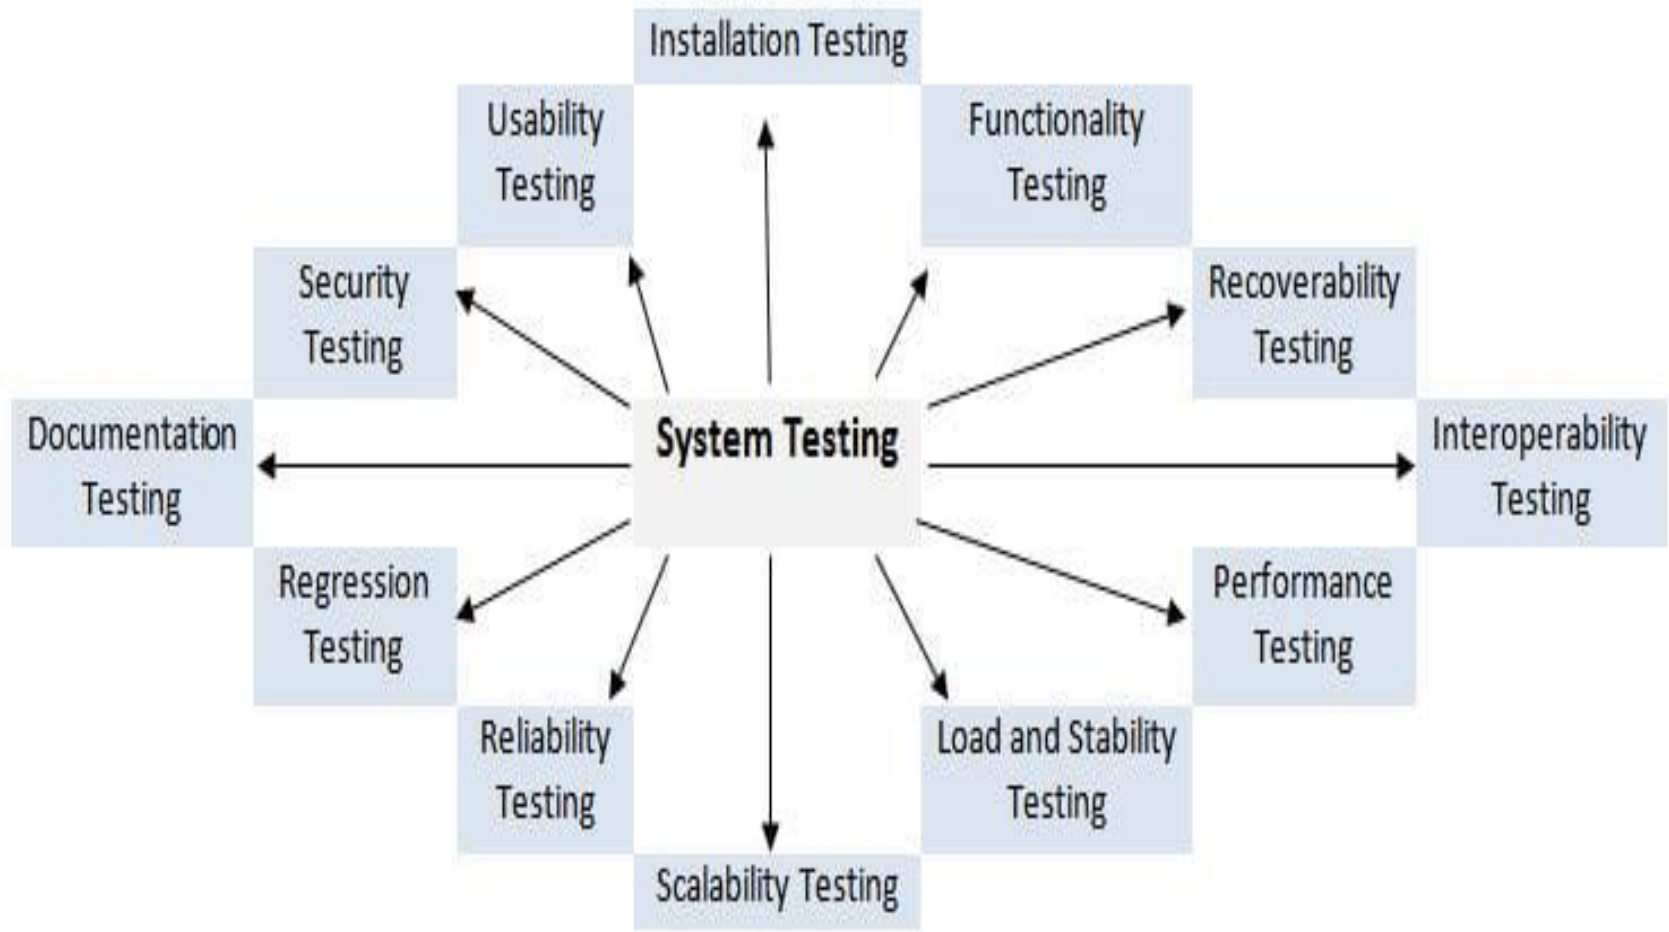 Installation Testing
Usability
Testing
Functionality
Testing
Security
Testing
Recoverability
Testing
Documentation
Testing
System Testing
Interoperability
Testing
Regression
Testing
Performance
Testing
Reliability
Testing
Load and Stability
Testing
Scalability Testing